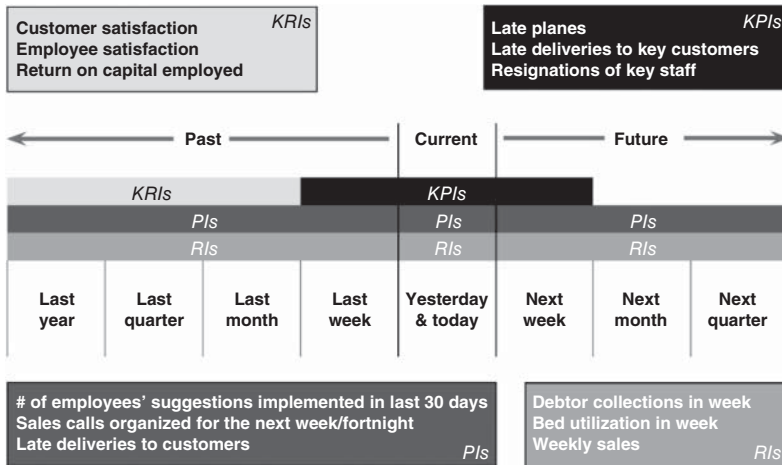 KRIs
Customer satisfaction
Employee satisfaction
Return on capital employed
KPIs
Late planes
Late deliveries to key customers
Resignations of key staff
Past Current Future
KRIs KPIs
PIs PIs PIs
RIs RIs RIs
Last Last Last Last Yesterday Next Next Next
year quarter month week & today week month quarter
# of employees’ suggestions implemented in last 30 days
Sales calls organized for the next week/fortnight
Late deliveries to customers
PIs
Debtor collections in week
Bed utilization in week
Weekly sales
RIs